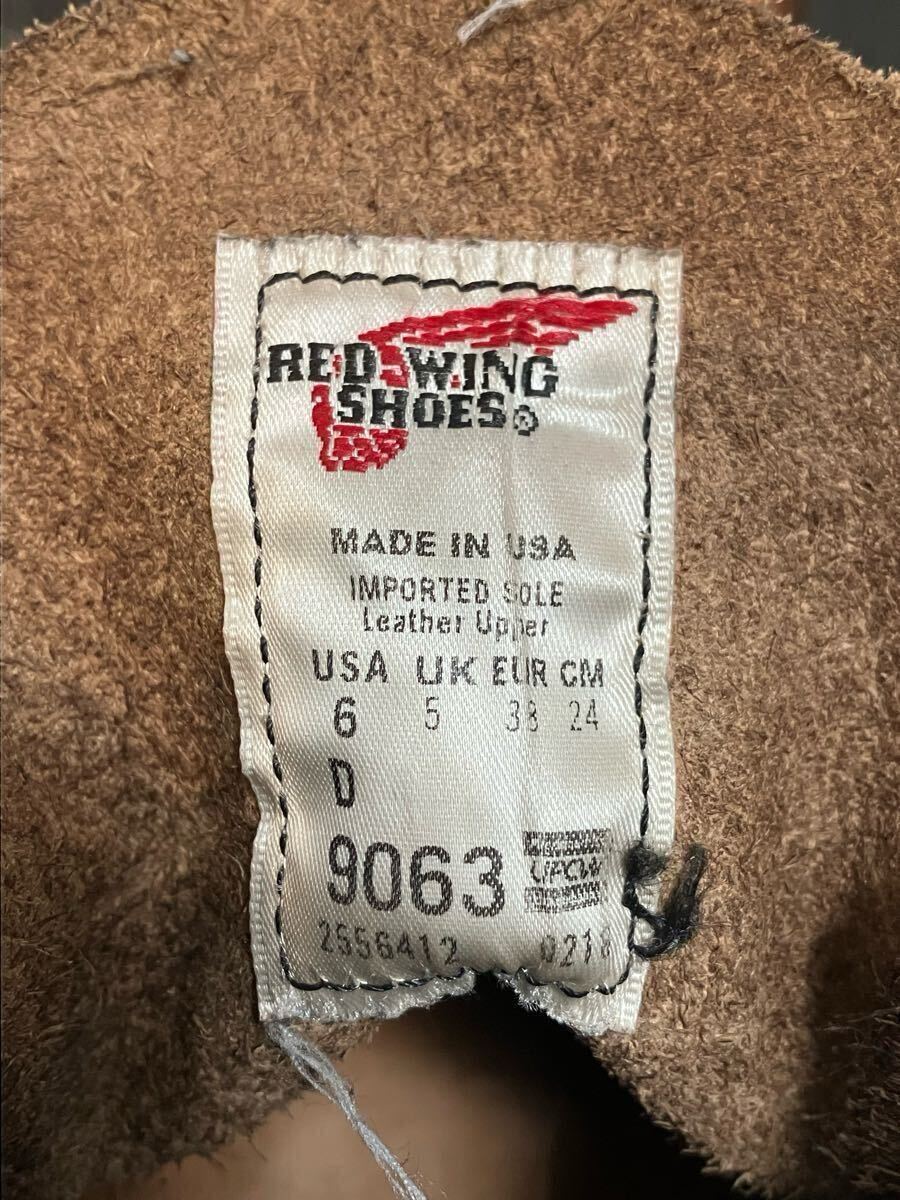 RED WING
SHOES®
MADE IN USA
IMPORTED SOLE
Leather Upper
USA UK EUR CM
6 5 38 24
D
9063
UFCW
2556412 0218